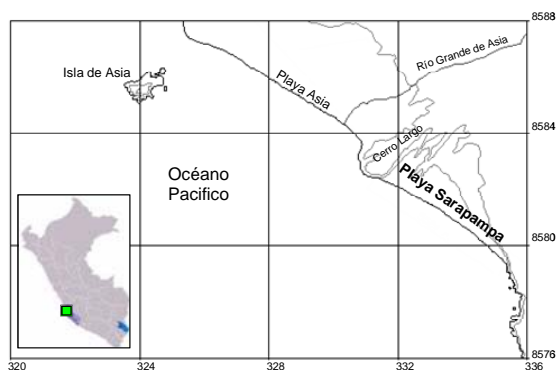 8588
Río Grande de Asia
Isla de Asia
Playa Asia
8584
Cerro Largo
Océano
Pacifico
Playa Sarapampa
8580
8576
320
324
328
332
336